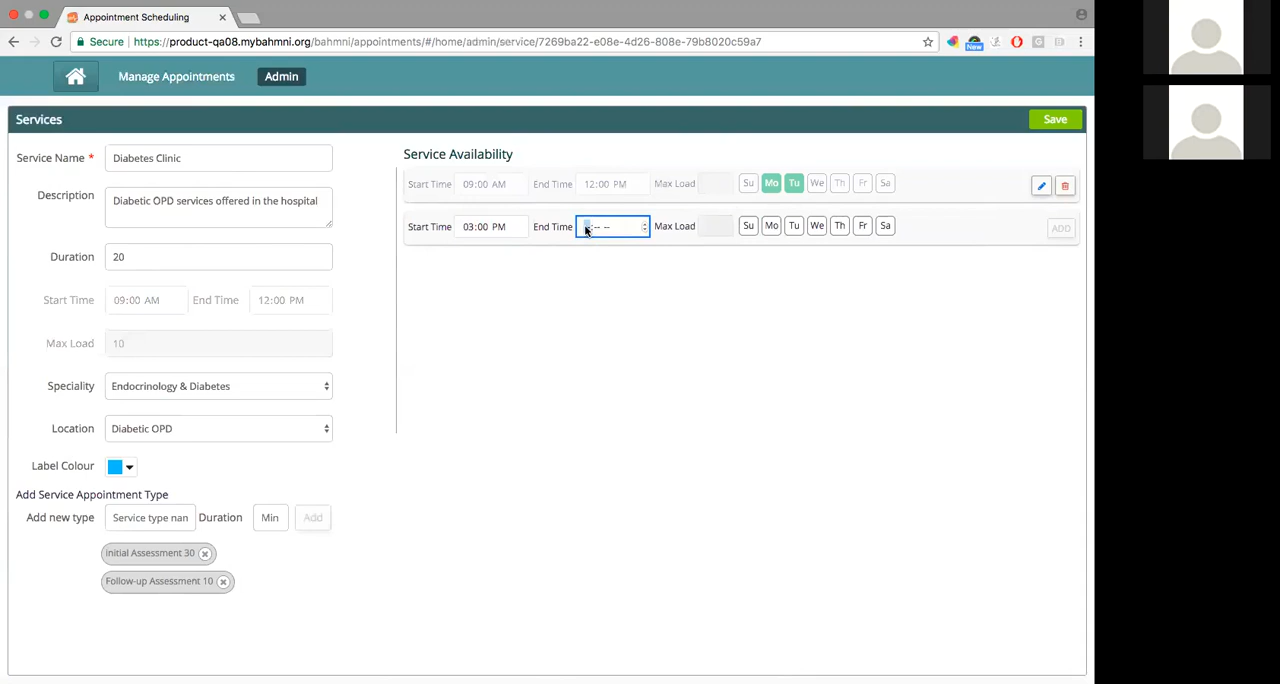 Appointment Scheduling
Secure https://product-qa08.mybahmni.org/bahmni/appointments/#/home/admin/service/7269ba22-e08e-4d26-808e-79b8020c59a7
New
Manage Appointments Admin
Services Save
Service Name * Diabetes Clinic
Description Diabetic OPD services offered in the hospital
Duration 20
Start Time 09:00 AM End Time 12:00 PM
Max Load 10
Speciality Endocrinology & Diabetes
Location Diabetic OPD
Label Colour
Add Service Appointment Type
Add new type Service type nan Duration Min Add
Initial Assessment 30
Follow-up Assessment 10
Service Availability
Start Time 09:00 AM End Time 12:00 PM Max Load Su Mo Tu We Th Fr Sa
Start Time 03:00 PM End Time --:-- -- Max Load Su Mo Tu We Th Fr Sa ADD